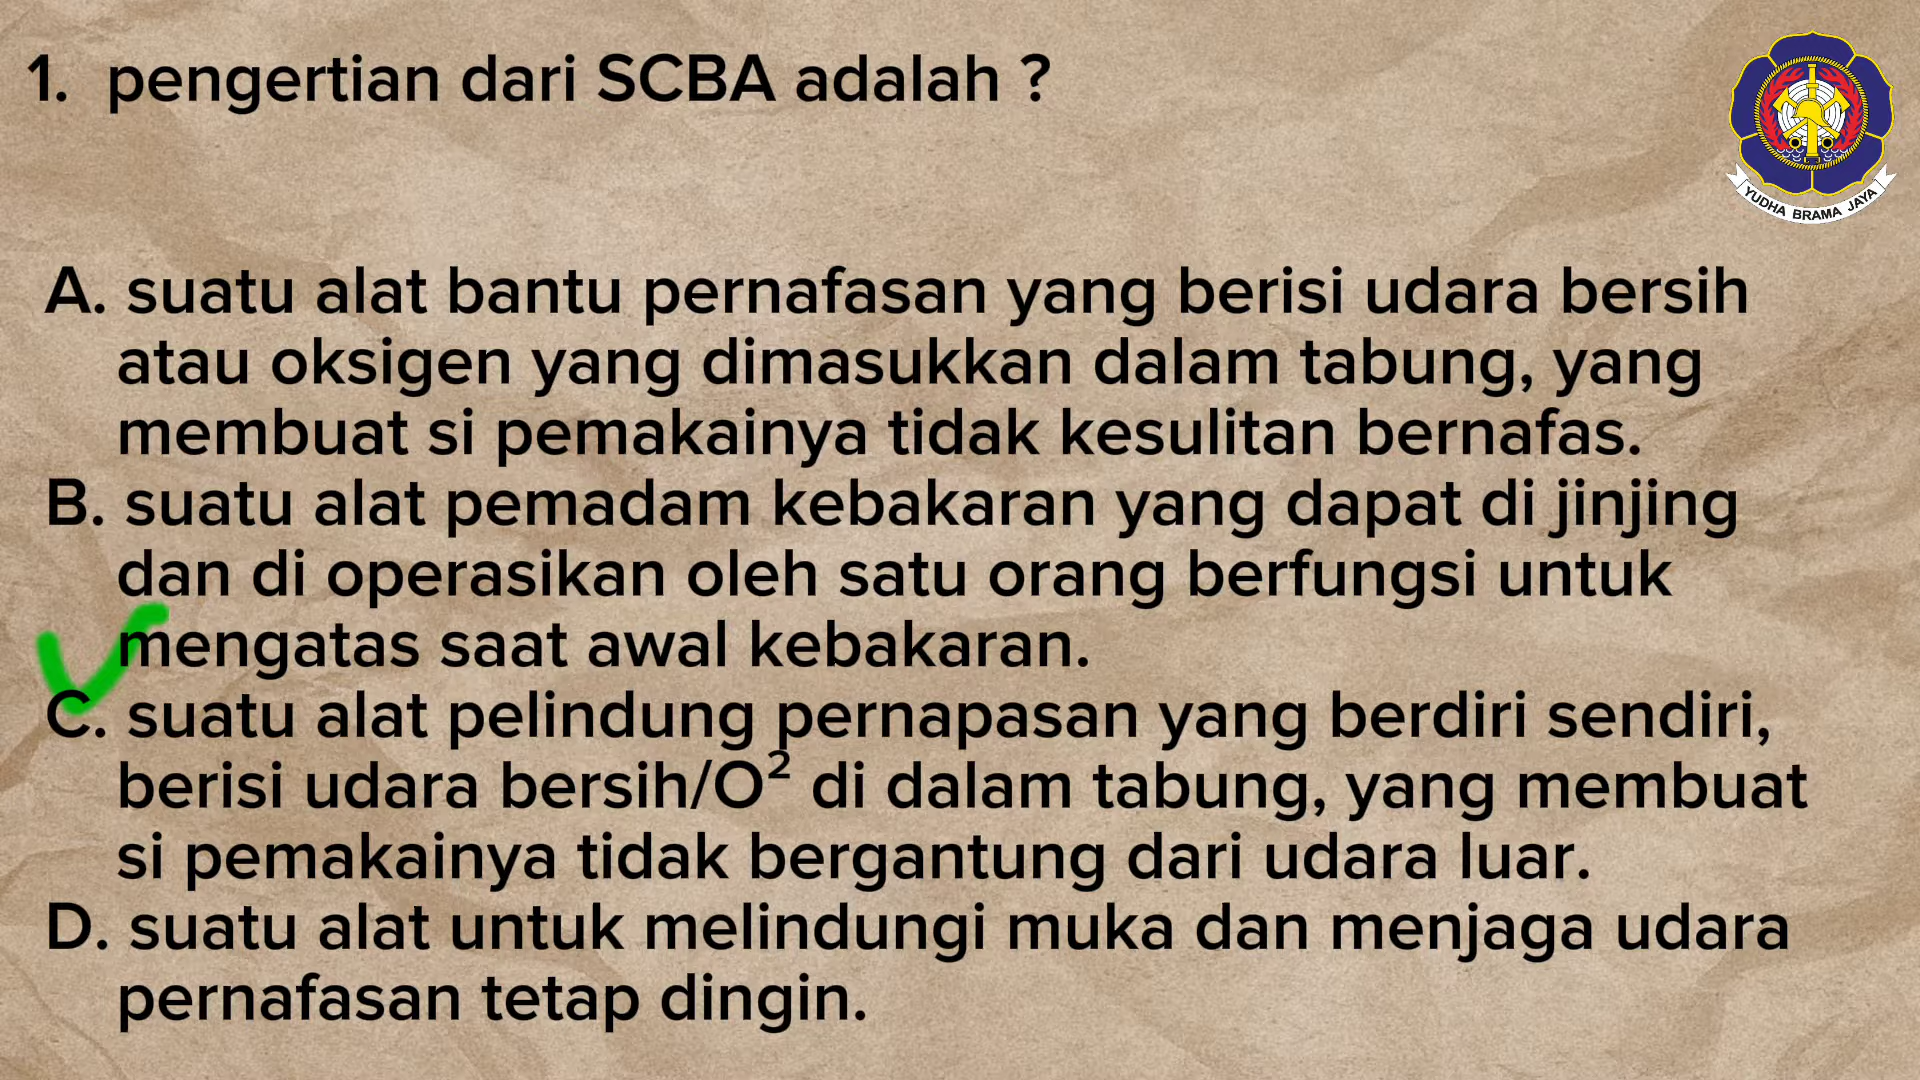 1. pengertian dari SCBA adalah ?
YUDHA BRAMA JAYA
A. suatu alat bantu pernafasan yang berisi udara bersih
atau oksigen yang dimasukkan dalam tabung, yang
membuat si pemakainya tidak kesulitan bernafas.
B. suatu alat pemadam kebakaran yang dapat di jinjing
dan di operasikan oleh satu orang berfungsi untuk
mengatas saat awal kebakaran.
C. suatu alat pelindung pernapasan yang berdiri sendiri,
berisi udara bersih/O² di dalam tabung, yang membuat
si pemakainya tidak bergantung dari udara luar.
D. suatu alat untuk melindungi muka dan menjaga udara
pernafasan tetap dingin.